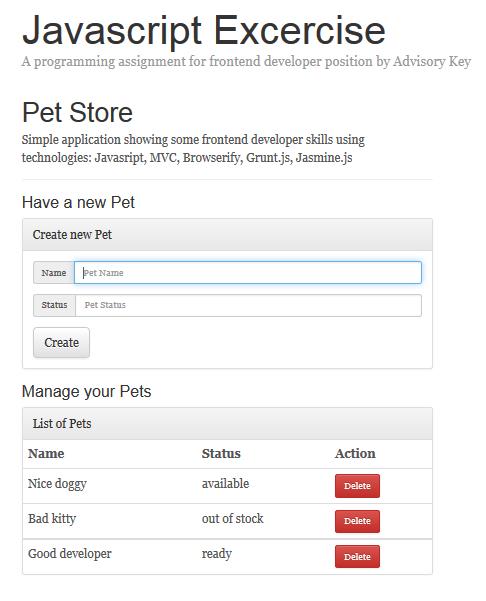 Javascript Excercise
A programming assignment for frontend developer position by Advisory Key
Pet Store
Simple application showing some frontend developer skills using
technologies: Javasript, MVC, Browserify, Grunt.js, Jasmine.js
Have a new Pet
Create new Pet
Name Pet Name
Status Pet Status
Create
Manage your Pets
List of Pets
Name Status Action
Nice doggy available Delete
Bad kitty out of stock Delete
Good developer ready Delete